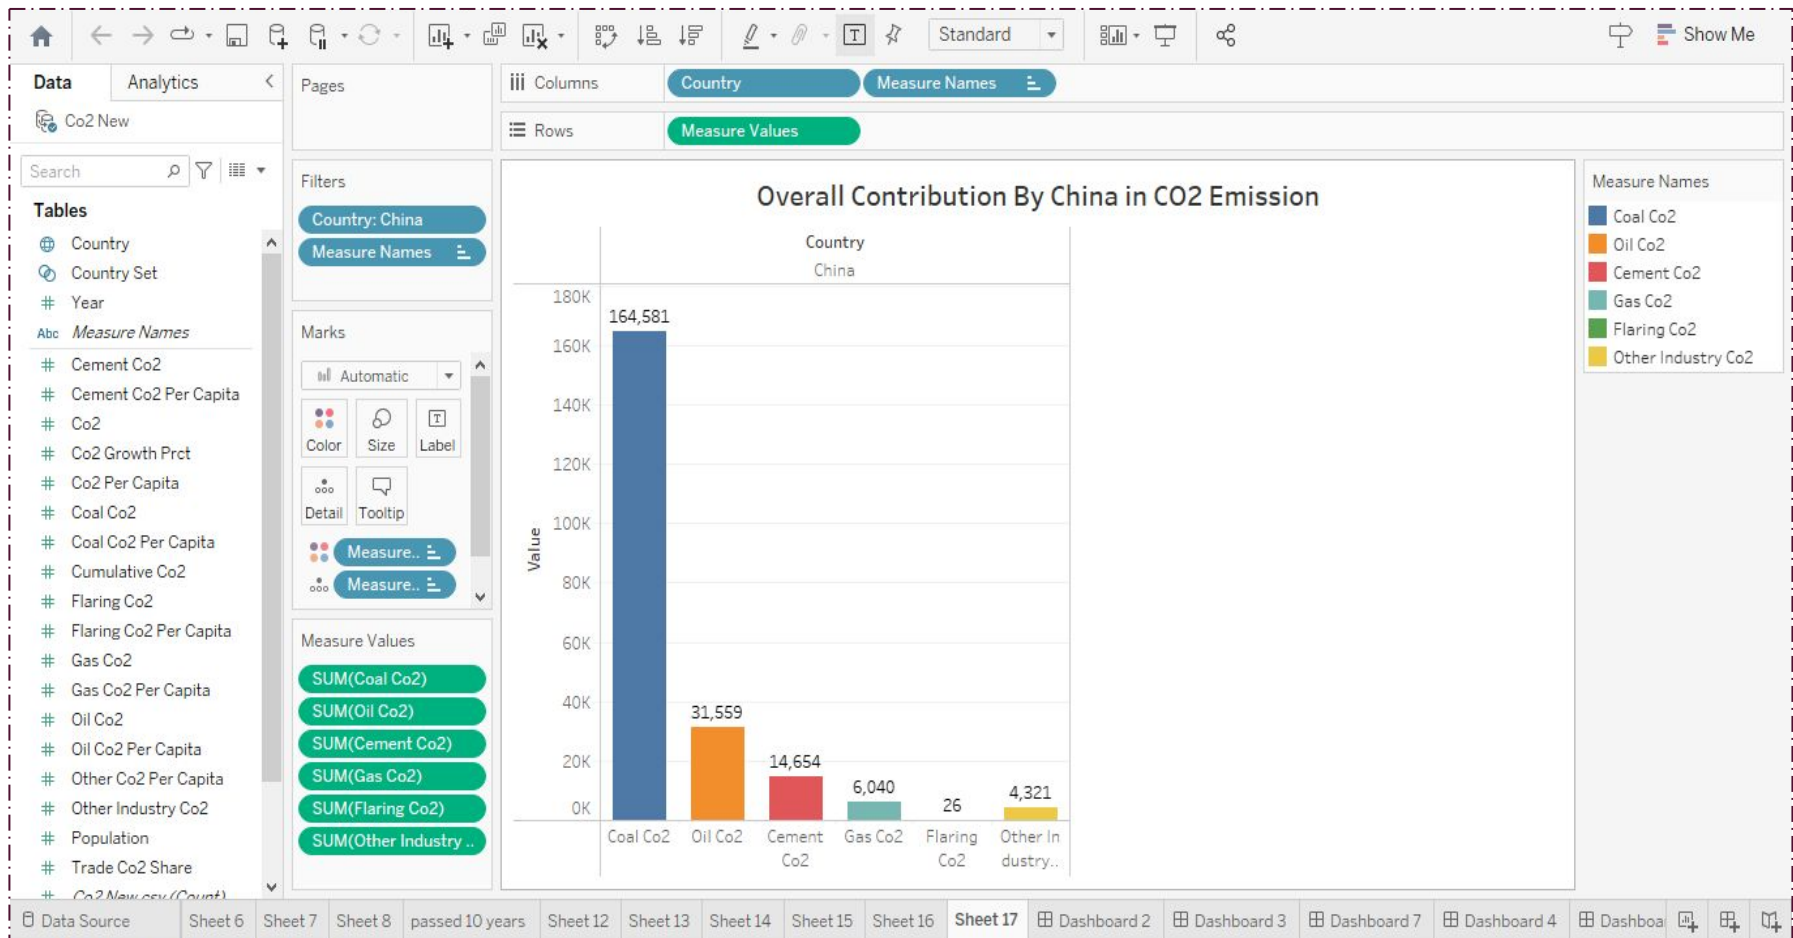 Standard
Show Me
Data
Analytics
Co2 New
Search
Tables
Country
Country Set
Year
Abc Measure Names
Cement Co2
Cement Co2 Per Capita
Co2
Co2 Growth Prct
Co2 Per Capita
Coal Co2
Coal Co2 Per Capita
Cumulative Co2
Flaring Co2
Flaring Co2 Per Capita
Gas Co2
Gas Co2 Per Capita
Oil Co2
Oil Co2 Per Capita
Other Co2 Per Capita
Other Industry Co2
Population
Trade Co2 Share
Co2 New.csv (Count)
Pages
Filters
Country: China
Measure Names
Marks
Automatic
Color
Size
Label
Detail
Tooltip
Measure..
Measure..
Measure Values
SUM(Coal Co2)
SUM(Oil Co2)
SUM(Cement Co2)
SUM(Gas Co2)
SUM(Flaring Co2)
SUM(Other Industry ..
Columns
Country
Measure Names
Rows
Measure Values
Overall Contribution By China in CO2 Emission
Country
China
Value
180K
160K
140K
120K
100K
80K
60K
40K
20K
0K
164,581
31,559
14,654
6,040
26
4,321
Coal Co2
Oil Co2
Cement
Co2
Gas Co2
Flaring
Co2
Other In
dustry..
Measure Names
Coal Co2
Oil Co2
Cement Co2
Gas Co2
Flaring Co2
Other Industry Co2
Data Source
Sheet 6
Sheet 7
Sheet 8
passed 10 years
Sheet 12
Sheet 13
Sheet 14
Sheet 15
Sheet 16
Sheet 17
Dashboard 2
Dashboard 3
Dashboard 7
Dashboard 4
Dashboa